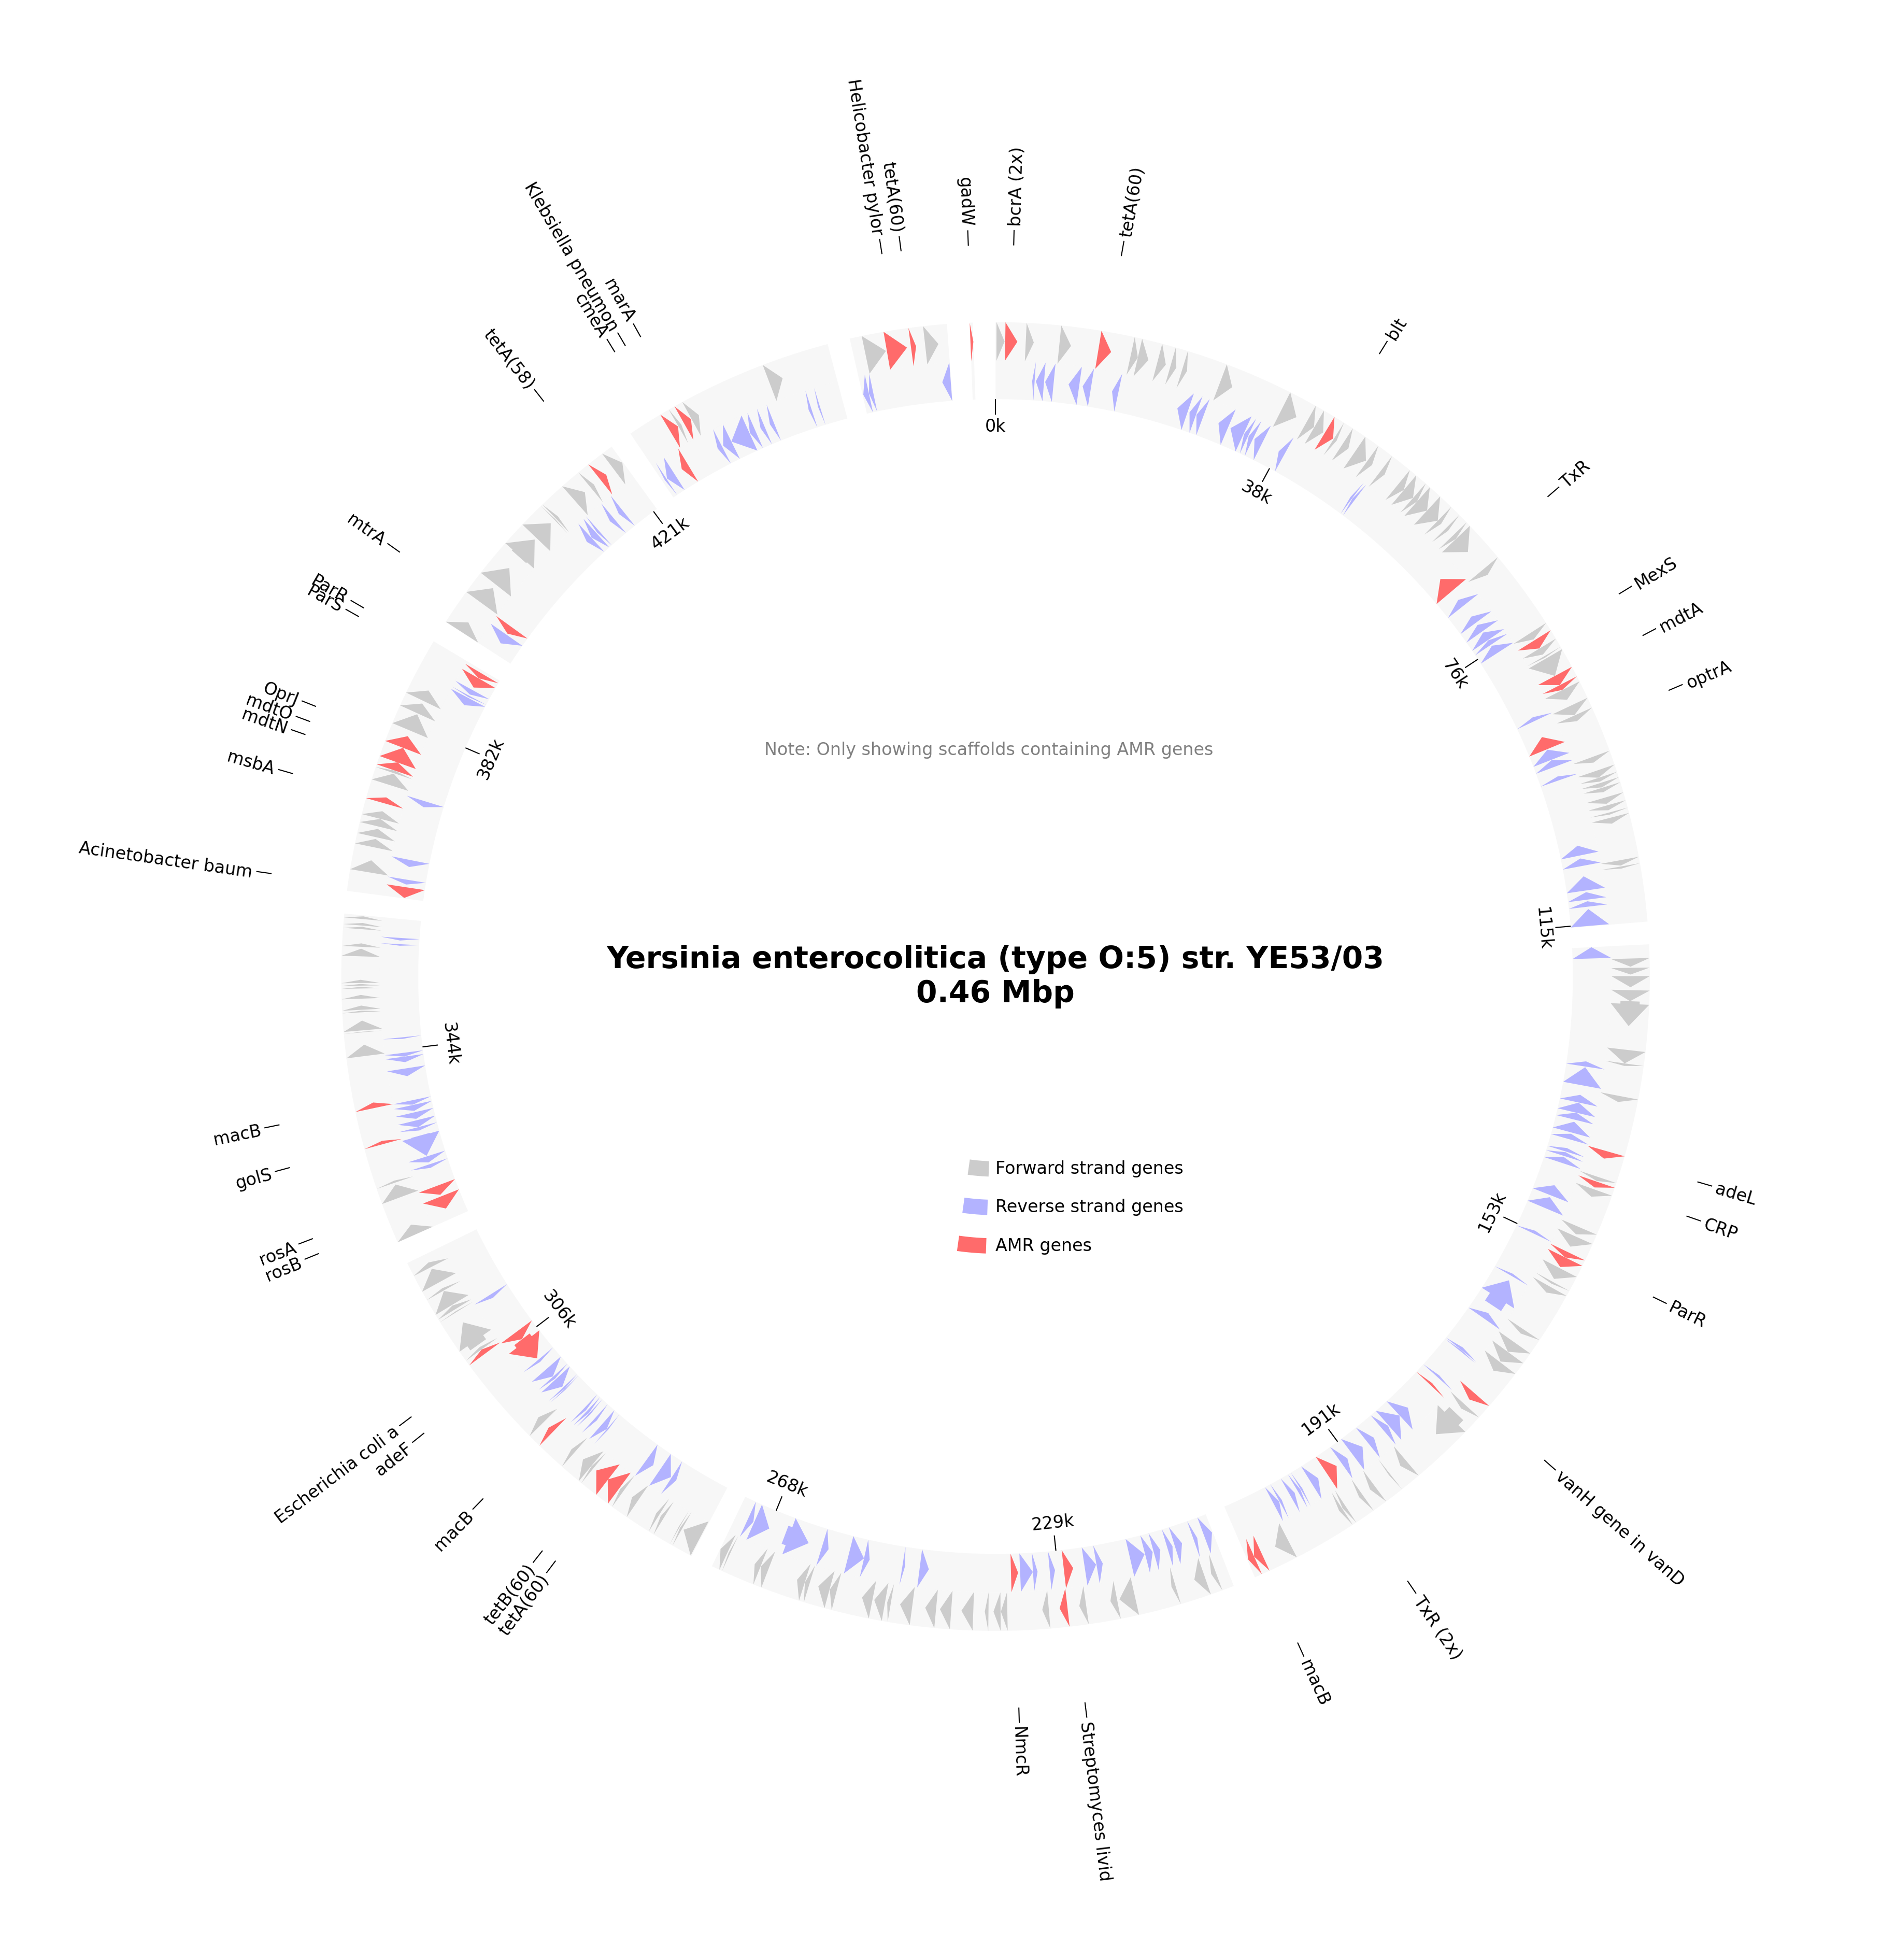 Yersinia enterocolitica (type O:5) str. YE53/03
0.46 Mbp
Note: Only showing scaffolds containing AMR genes
Forward strand genes
Reverse strand genes
AMR genes
0k
38k
76k
115k
153k
191k
229k
268k
306k
344k
382k
421k
bcrA (2x)
tetA(60)
blt
TxR
MexS
mdtA
optrA
adeL
CRP
ParR
vanH gene in vanD
TxR (2x)
macB
Streptomyces livid
NmcR
tetA(60)
tetB(60)
macB
adeF
Escherichia coli a
rosB
rosA
golS
macB
Acinetobacter baum
msbA
mdtN
mdtO
OprJ
ParS
ParR
mtrA
tetA(58)
cmeA
Klebsiella pneumon
marA
Helicobacter pylor
tetA(60)
gadW